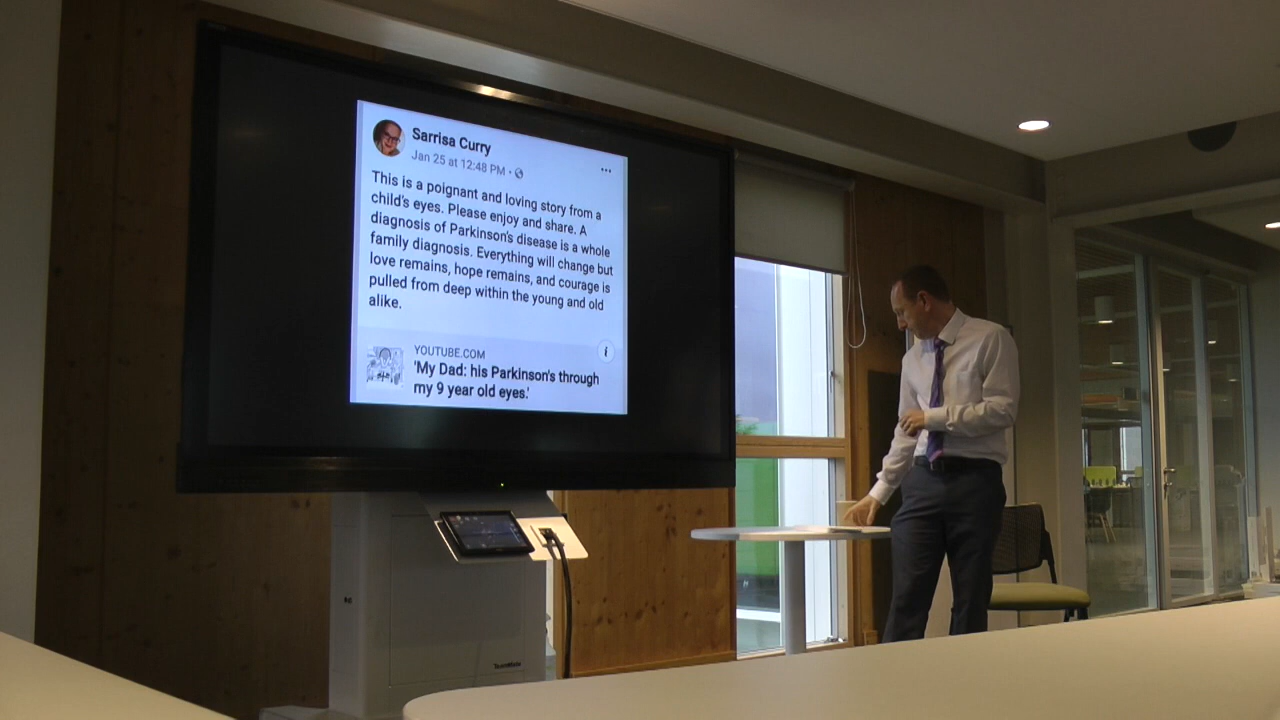 Sarrisa Curry
Jan 25 at 12:48 PM •
This is a poignant and loving story from a
child's eyes. Please enjoy and share. A
diagnosis of Parkinson's disease is a whole
family diagnosis. Everything will change but
love remains, hope remains, and courage is
pulled from deep within the young and old
alike.
YOUTUBE.COM
'My Dad: his Parkinson's through
my 9 year old eyes.'
i
TeamMate